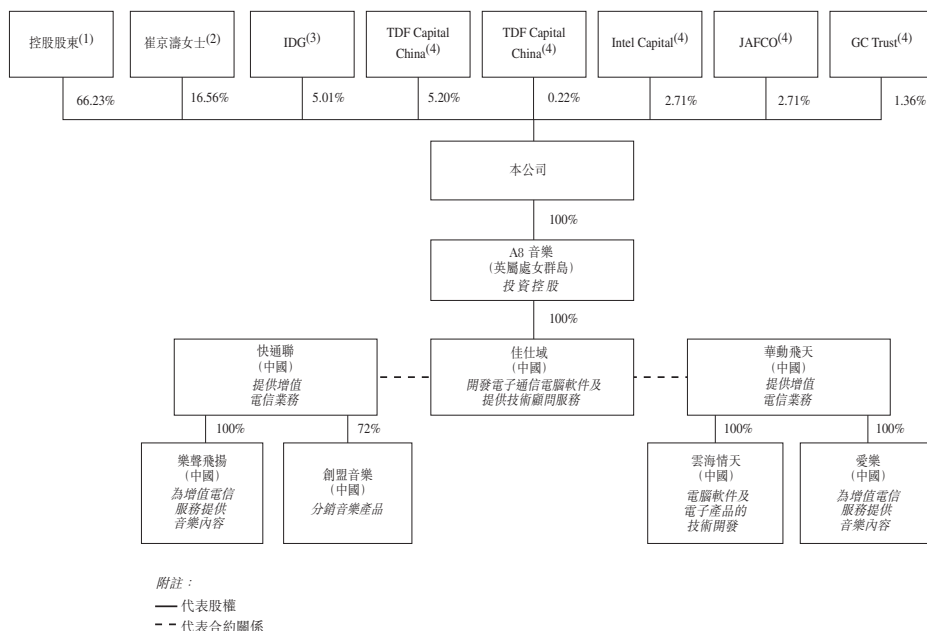 控股股東(1)
崔京濤女士(2)
IDG(3)
TDF Capital
China(4)
TDF Capital
China(4)
Intel Capital(4)
JAFCO(4)
GC Trust(4)
66.23%
16.56%
5.01%
5.20%
0.22%
2.71%
2.71%
1.36%
本公司
100%
A8 音樂
(英屬處女群島)
投資控股
100%
快通聯
(中國)
提供增值
電信業務
佳仕域
(中國)
開發電子通信電腦軟件及
提供技術顧問服務
華動飛天
(中國)
提供增值
電信業務
100%
72%
100%
100%
樂聲飛揚
(中國)
為增值電信
服務提供
音樂內容
創盟音樂
(中國)
分銷音樂產品
雲海情天
(中國)
電腦軟件及
電子產品的
技術開發
愛樂
(中國)
為增值電信
服務提供
音樂內容
附註：
代表股權
代表合約關係